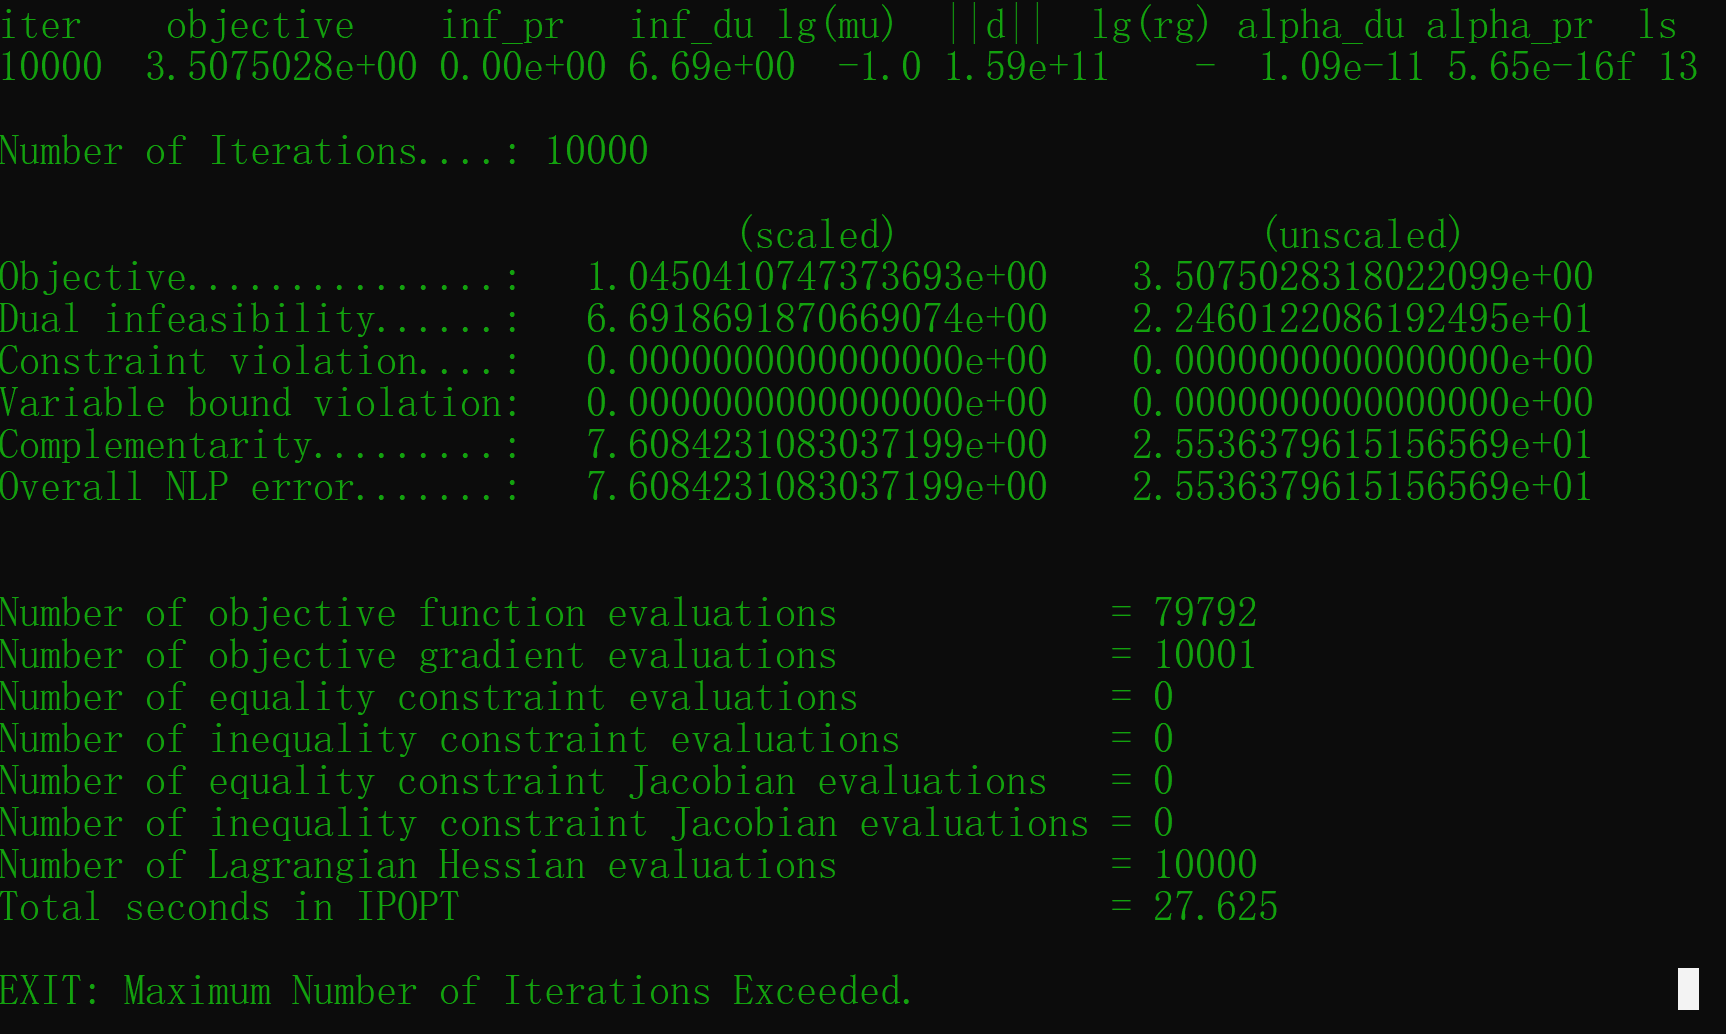 iter    objective    inf_pr   inf_du lg(mu)  ||d||  lg(rg) alpha_du alpha_pr  ls
10000  3.5075028e+00 0.00e+00 6.69e+00  -1.0 1.59e+11    -  1.09e-11 5.65e-16f 13
Number of Iterations....: 10000
(scaled)                 (unscaled)
Objective...............:   1.0450410747373693e+00    3.5075028318022099e+00
Dual infeasibility......:   6.6918691870669074e+00    2.2460122086192495e+01
Constraint violation....:   0.0000000000000000e+00    0.0000000000000000e+00
Variable bound violation:   0.0000000000000000e+00    0.0000000000000000e+00
Complementarity.........:   7.6084231083037199e+00    2.5536379615156569e+01
Overall NLP error.......:   7.6084231083037199e+00    2.5536379615156569e+01
Number of objective function evaluations             = 79792
Number of objective gradient evaluations             = 10001
Number of equality constraint evaluations            = 0
Number of inequality constraint evaluations          = 0
Number of equality constraint Jacobian evaluations   = 0
Number of inequality constraint Jacobian evaluations = 0
Number of Lagrangian Hessian evaluations             = 10000
Total seconds in IPOPT                               = 27.625
EXIT: Maximum Number of Iterations Exceeded.